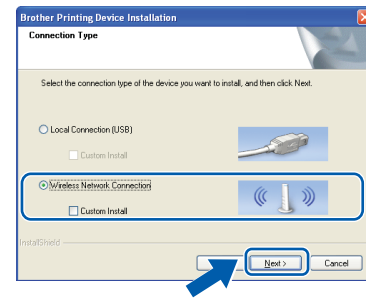 Brother Printing Device Installation
Connection Type
Select the connection type of the device you want to install, and then click Next.
Local Connection (USB)
Custom Install
Wireless Network Connection
Custom Install
InstallShield
Next >
Cancel